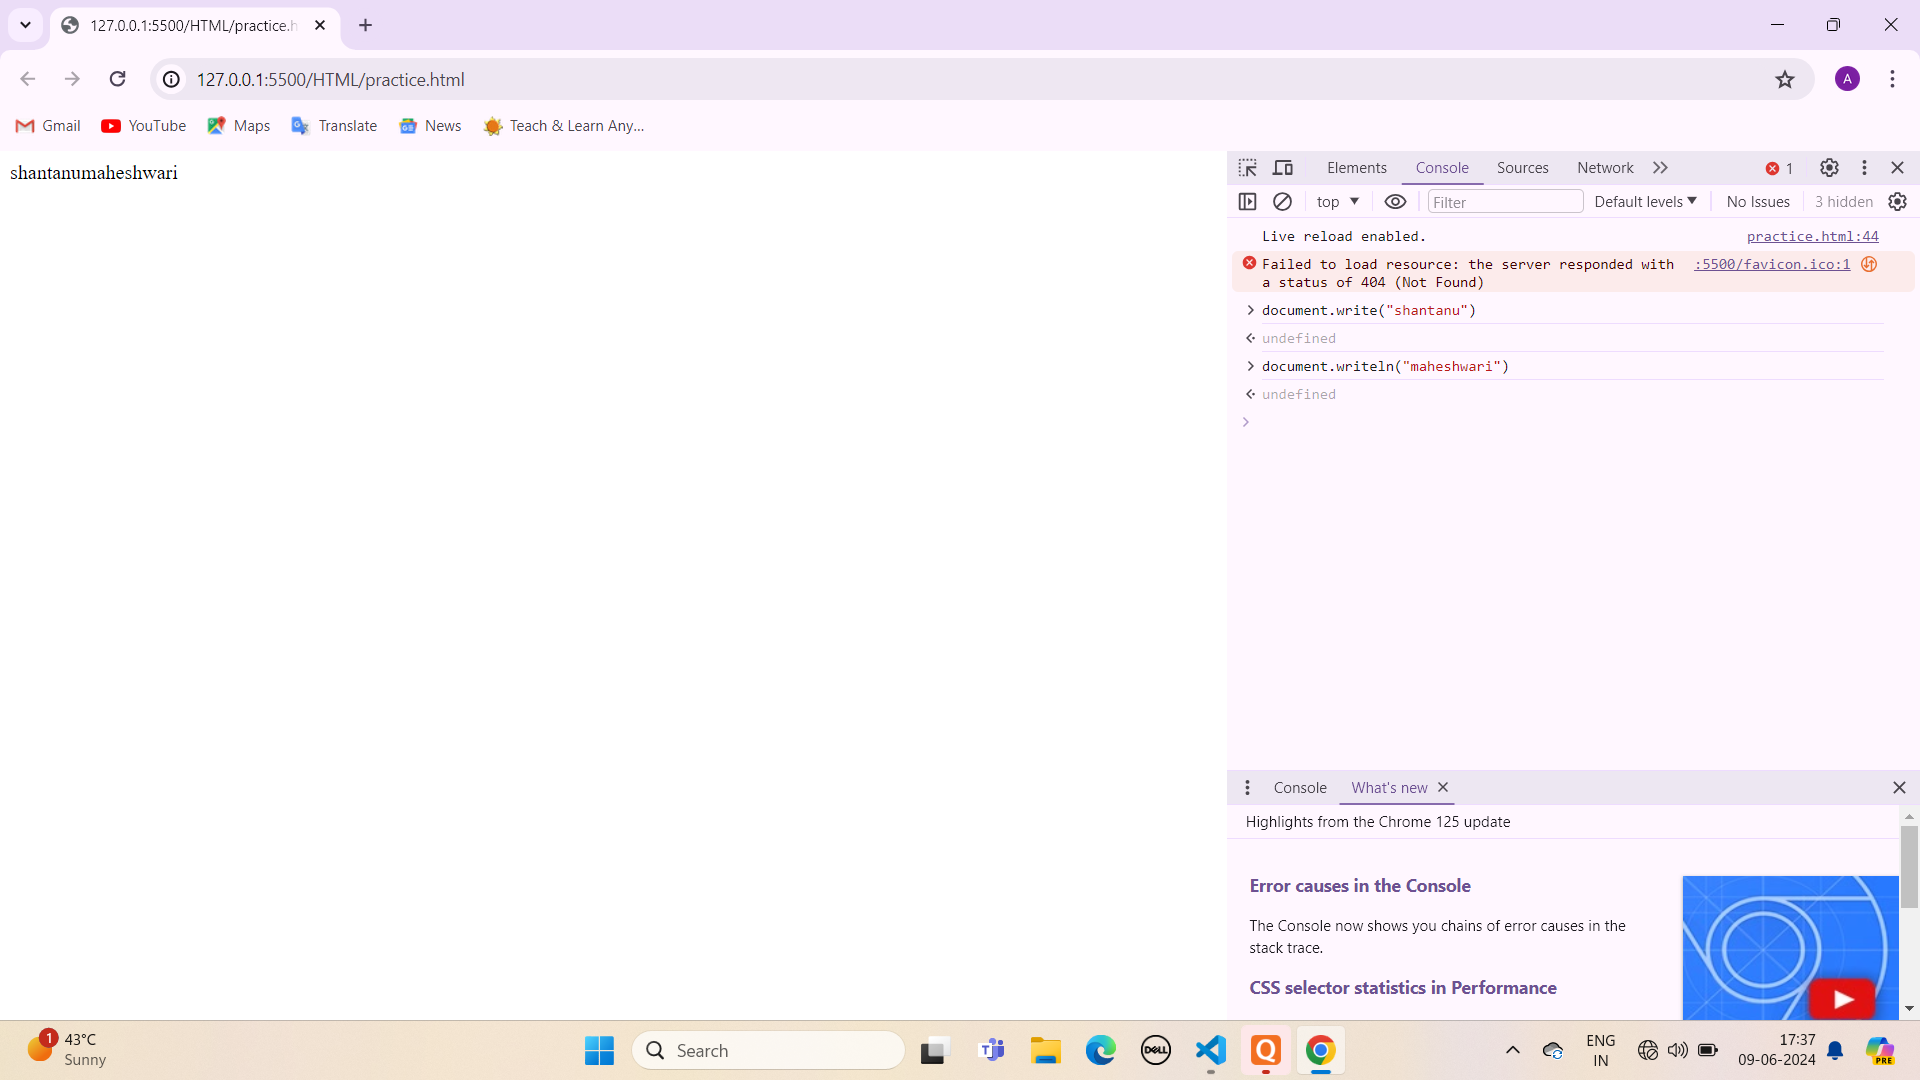 127.0.0.1:5500/HTML/practice.h
127.0.0.1:5500/HTML/practice.html
A
Gmail YouTube Maps Translate News Teach & Learn Any...
shantanumaheshwari
Elements Console Sources Network 1
top Filter Default levels No Issues 3 hidden
Live reload enabled. practice.html:44
Failed to load resource: the server responded with :5500/favicon.ico:1
a status of 404 (Not Found)
document.write("shantanu")
undefined
document.writeln("maheshwari")
undefined
Console What's new
Highlights from the Chrome 125 update
Error causes in the Console
The Console now shows you chains of error causes in the
stack trace.
CSS selector statistics in Performance
1
43°C
Sunny
Search
T
DELL
Q
ENG
IN
17:37
09-06-2024
PRE